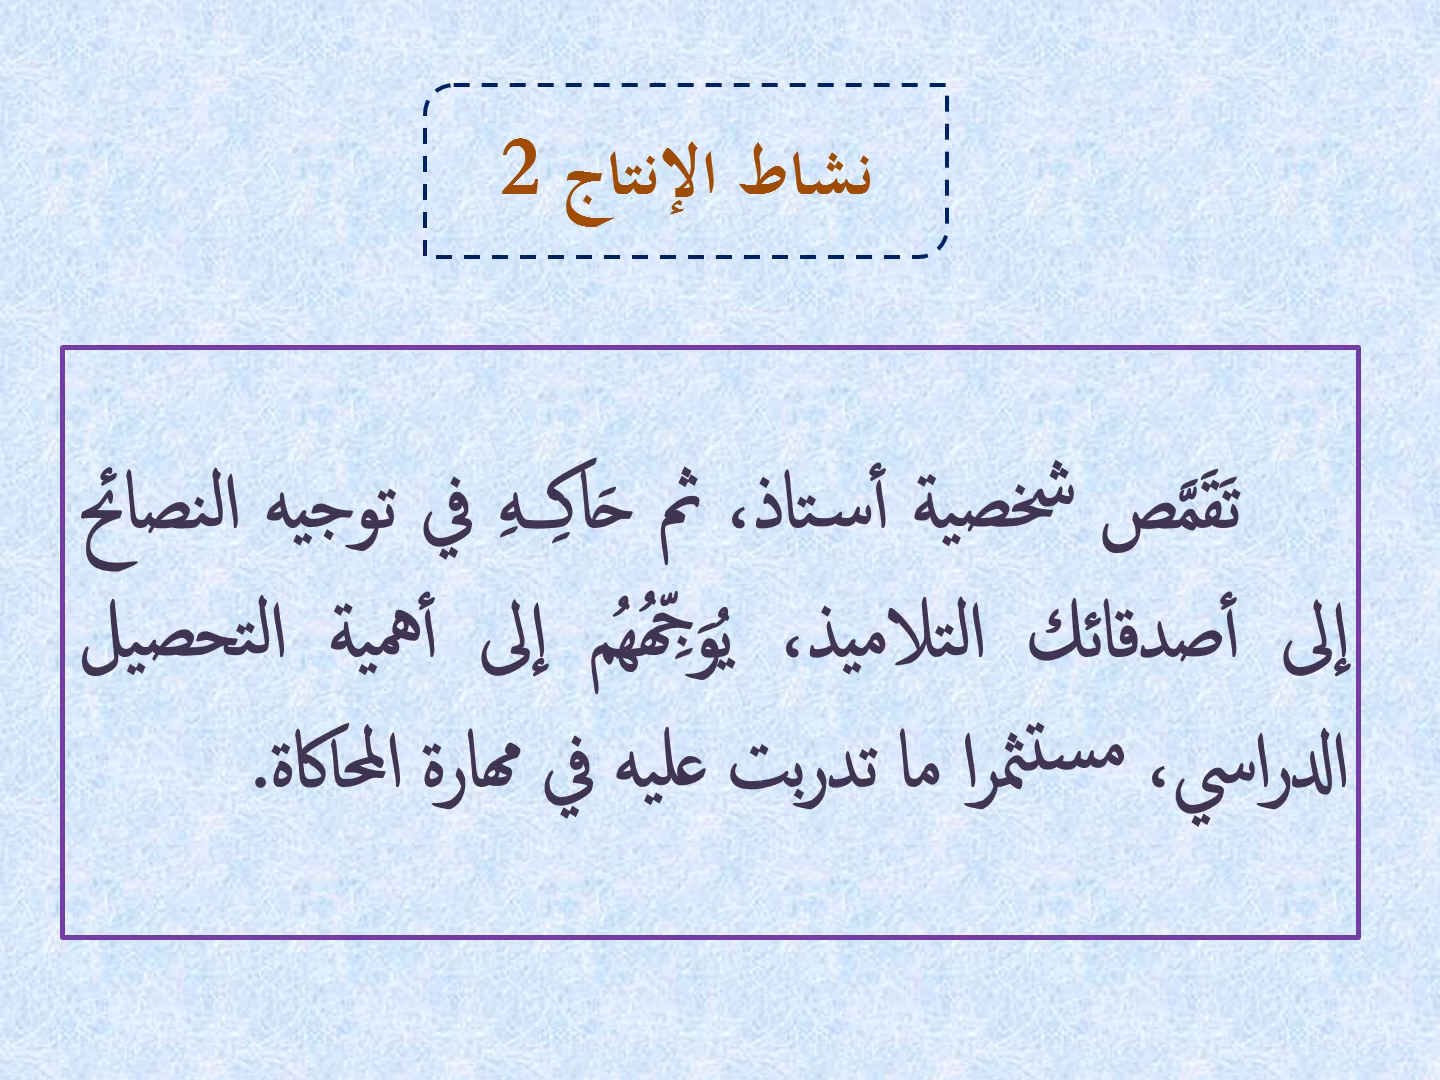 نشاط الإنتاج 2
تَقَمَّص شخصية أستاذ، ثم حَاكِـهِ في توجيه النصائح
إلى أصدقائك التلاميذ، يُوَجِّهُهُم إلى أهمية التحصيل
الدراسي، مستثمرا ما تدربت عليه في مهارة المحاكاة.